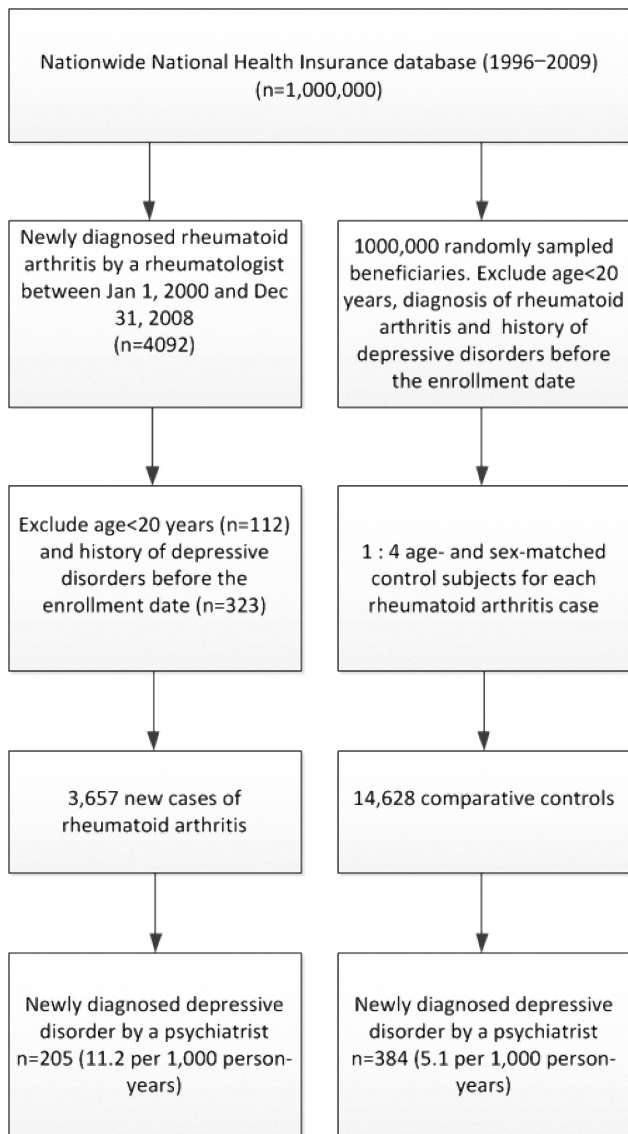 Nationwide National Health Insurance database (1996–2009)
(n=1,000,000)
Newly diagnosed rheumatoid
arthritis by a rheumatologist
between Jan 1, 2000 and Dec
31, 2008
(n=4092)
1000,000 randomly sampled
beneficiaries. Exclude age<20
years, diagnosis of rheumatoid
arthritis and history of
depressive disorders before
the enrollment date
Exclude age<20 years (n=112)
and history of depressive
disorders before the
enrollment date (n=323)
1 : 4 age- and sex-matched
control subjects for each
rheumatoid arthritis case
3,657 new cases of
rheumatoid arthritis
14,628 comparative controls
Newly diagnosed depressive
disorder by a psychiatrist
n=205 (11.2 per 1,000 person-
years)
Newly diagnosed depressive
disorder by a psychiatrist
n=384 (5.1 per 1,000 person-
years)